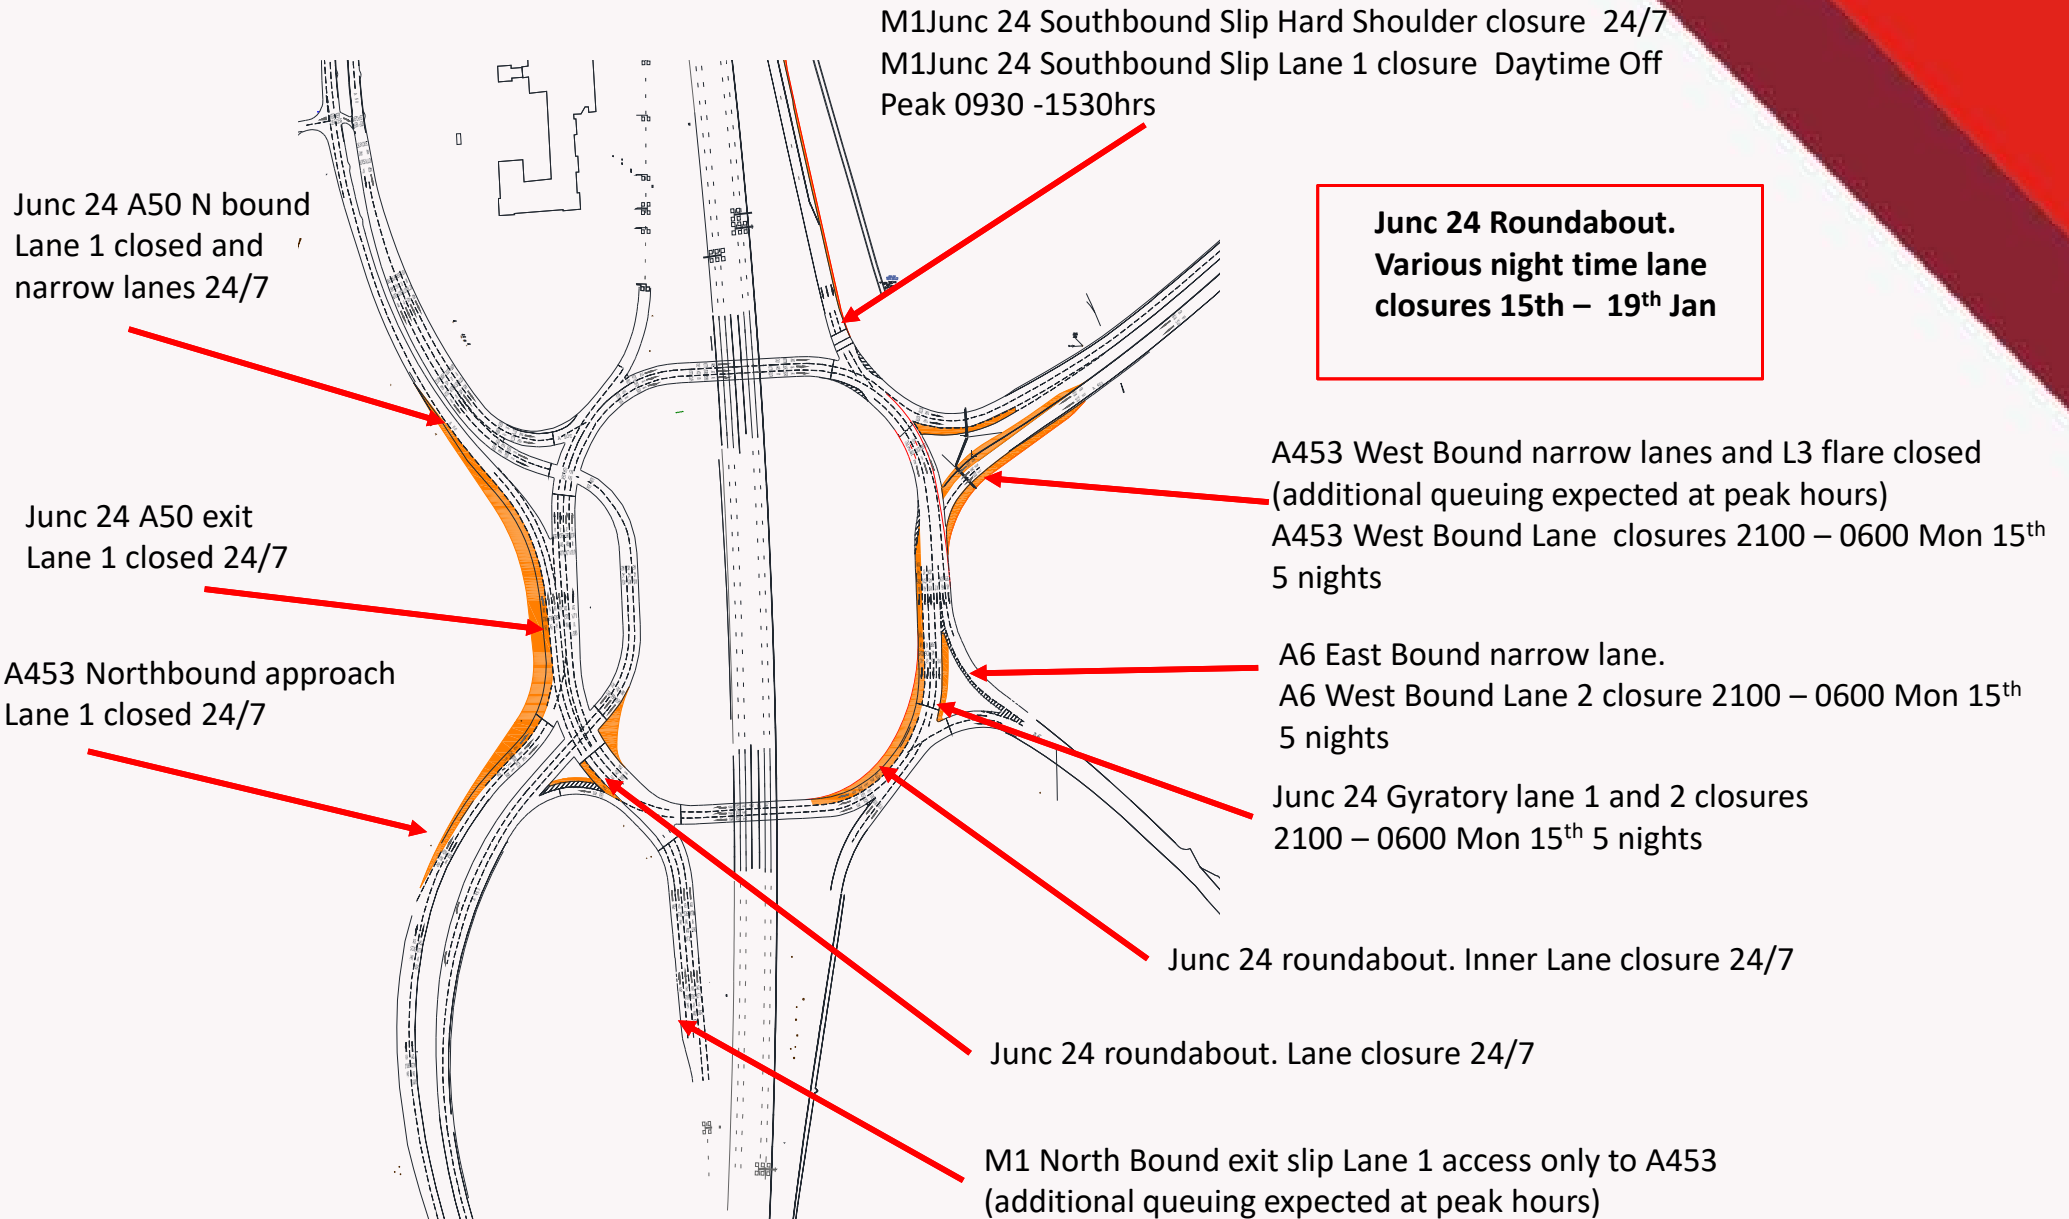 M1Junc 24 Southbound Slip Hard Shoulder closure 24/7
M1Junc 24 Southbound Slip Lane 1 closure Daytime Off
Peak 0930 -1530hrs
Junc 24 A50 N bound
Lane 1 closed and
narrow lanes 24/7
Junc 24 Roundabout.
Various night time lane
closures 15th – 19th Jan
A453 West Bound narrow lanes and L3 flare closed
(additional queuing expected at peak hours)
A453 West Bound Lane closures 2100 – 0600 Mon 15th
5 nights
Junc 24 A50 exit
Lane 1 closed 24/7
A453 Northbound approach
Lane 1 closed 24/7
A6 East Bound narrow lane.
A6 West Bound Lane 2 closure 2100 – 0600 Mon 15th
5 nights
Junc 24 Gyratory lane 1 and 2 closures
2100 – 0600 Mon 15th 5 nights
Junc 24 roundabout. Inner Lane closure 24/7
Junc 24 roundabout. Lane closure 24/7
M1 North Bound exit slip Lane 1 access only to A453
(additional queuing expected at peak hours)